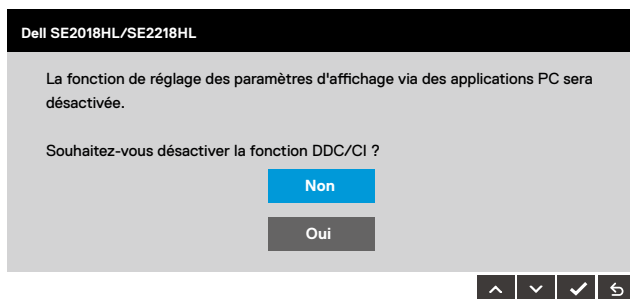 Dell SE2018HL/SE2218HL
La fonction de réglage des paramètres d'affichage via des applications PC sera
désactivée.
Souhaitez-vous désactiver la fonction DDC/CI ?
Non
Oui